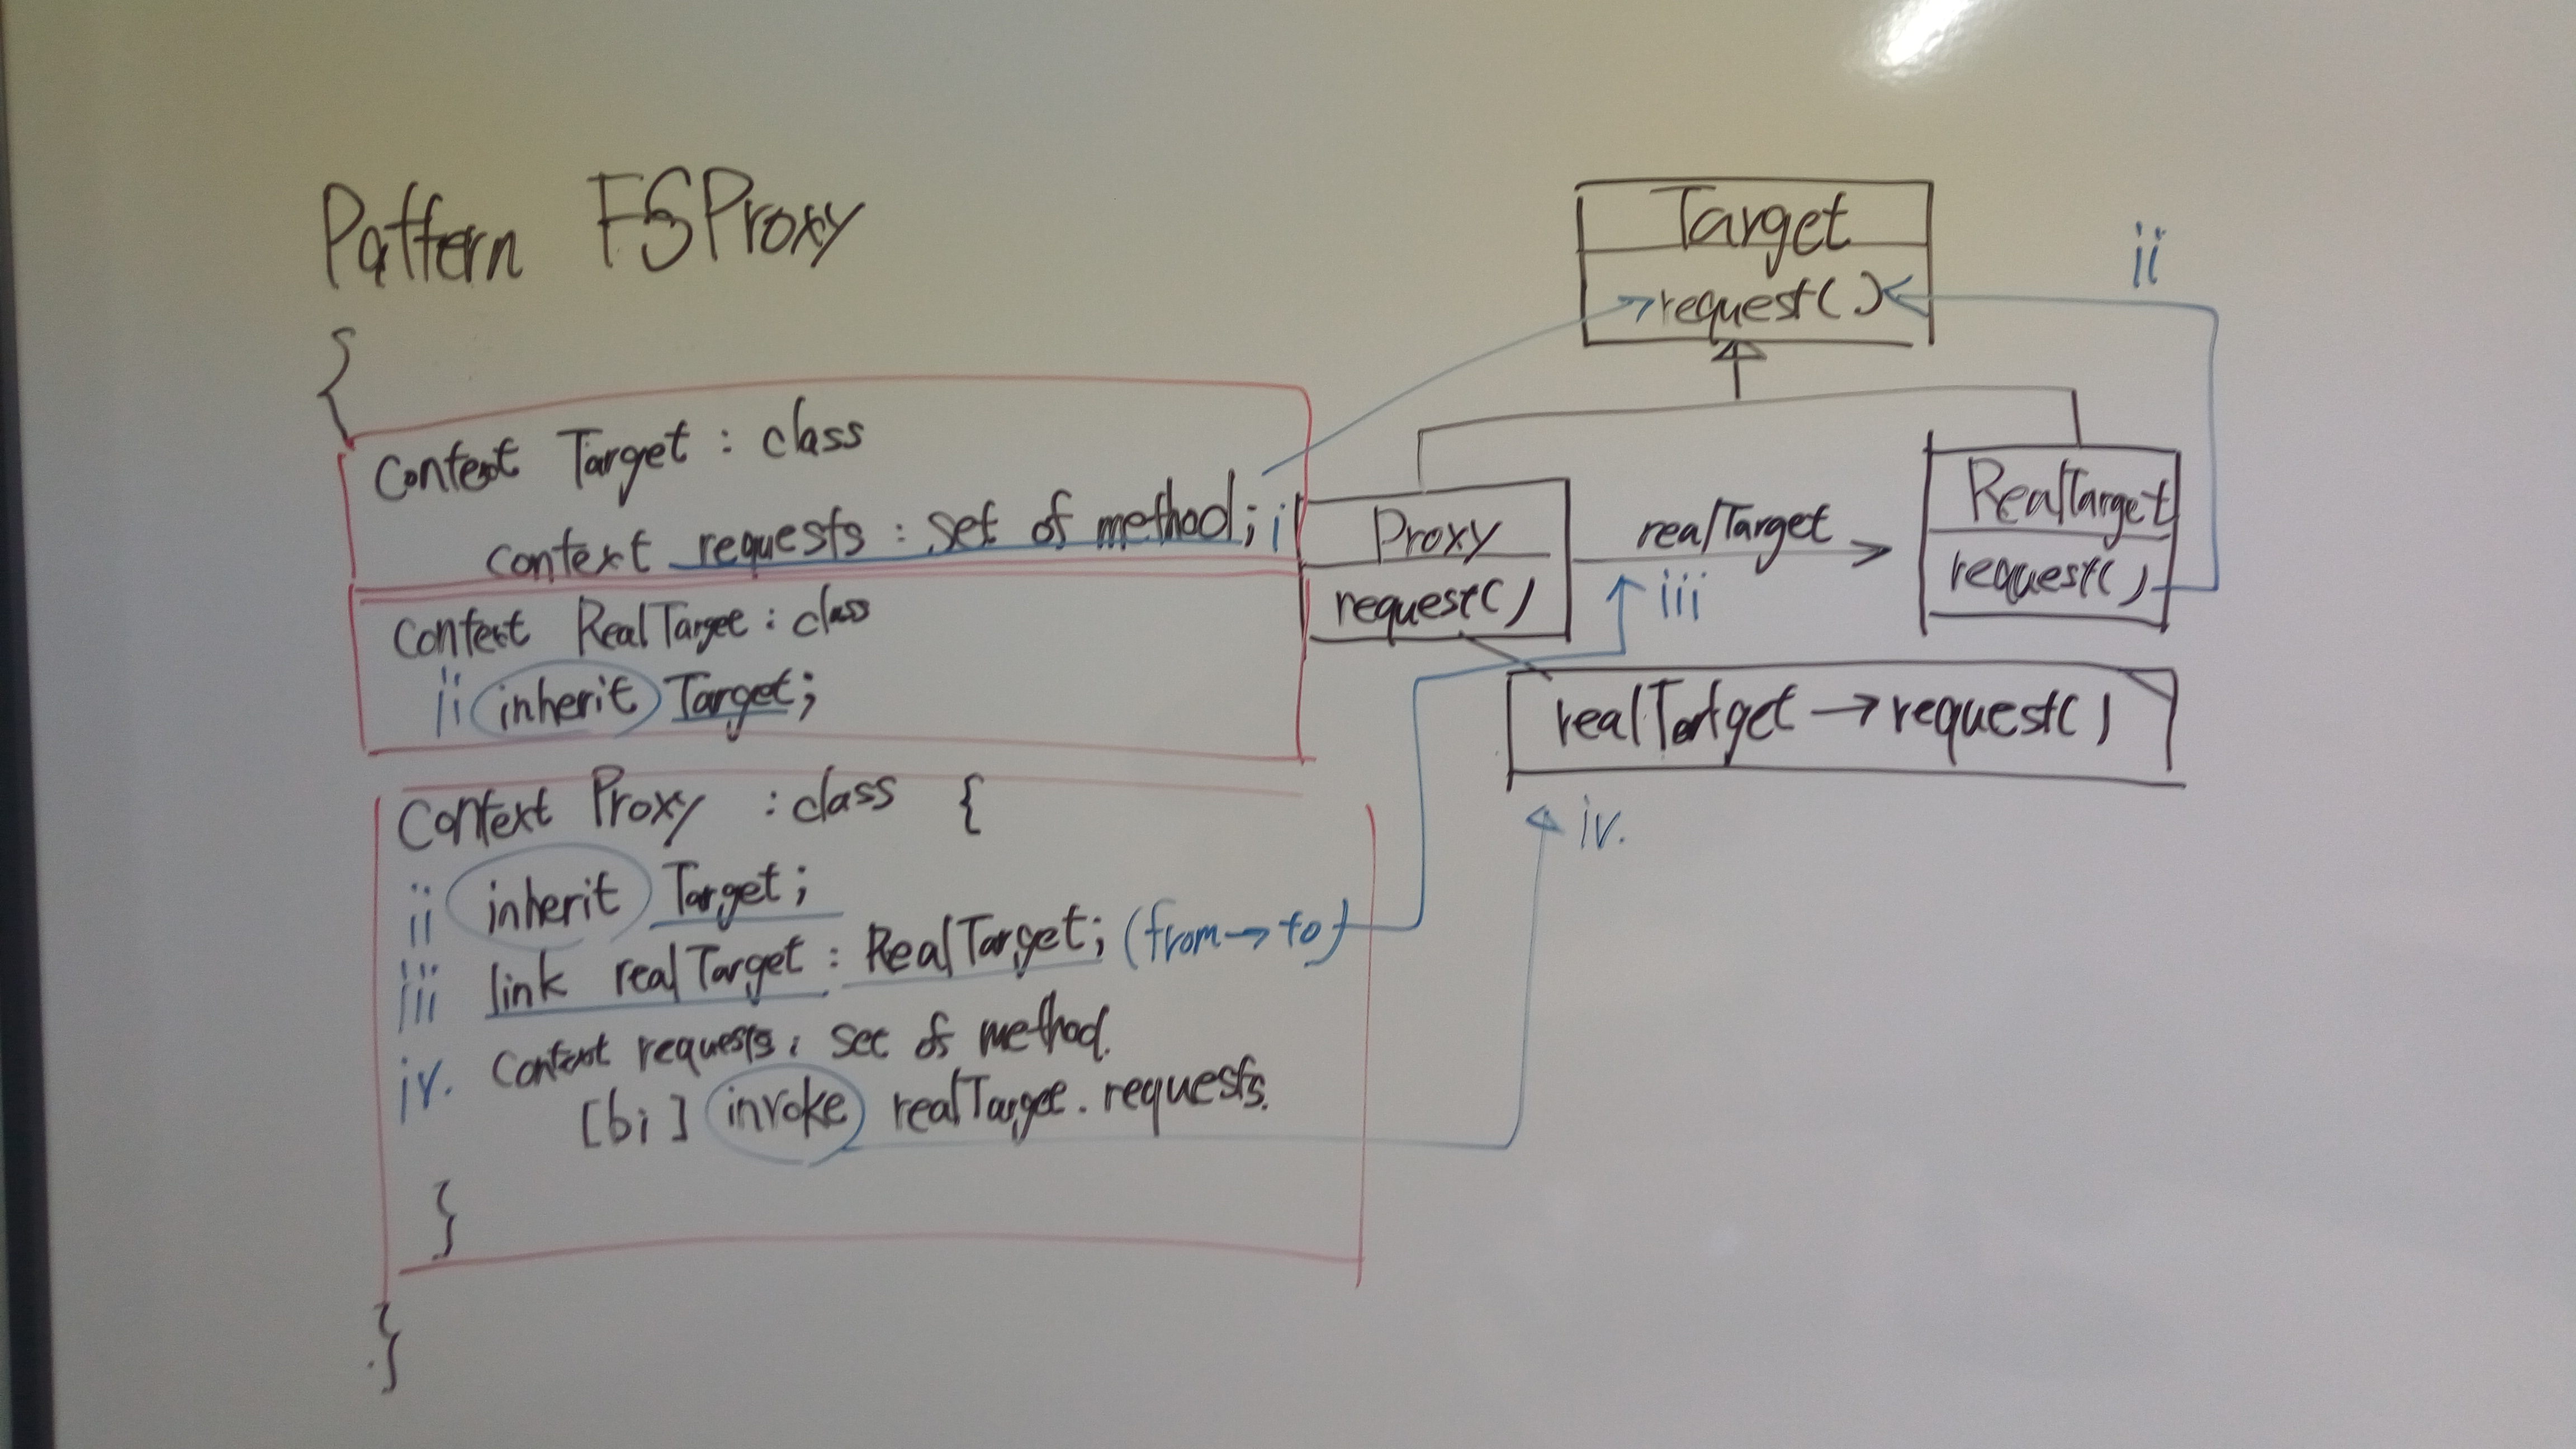 Pattern FSProxy
{
Context Target : class
context requests : set of method; i
Context RealTarget : class
ii inherit Target;
Context Proxy : class {
ii inherit Target;
iii link realTarget : RealTarget; (from→to)
iv. Context requests : set of method.
[bi] invoke realTarget.requests.
}
}
Target
request()
ii
Proxy
request()
realTarget
iii
RealTarget
request()
realTartget → request()
iv.